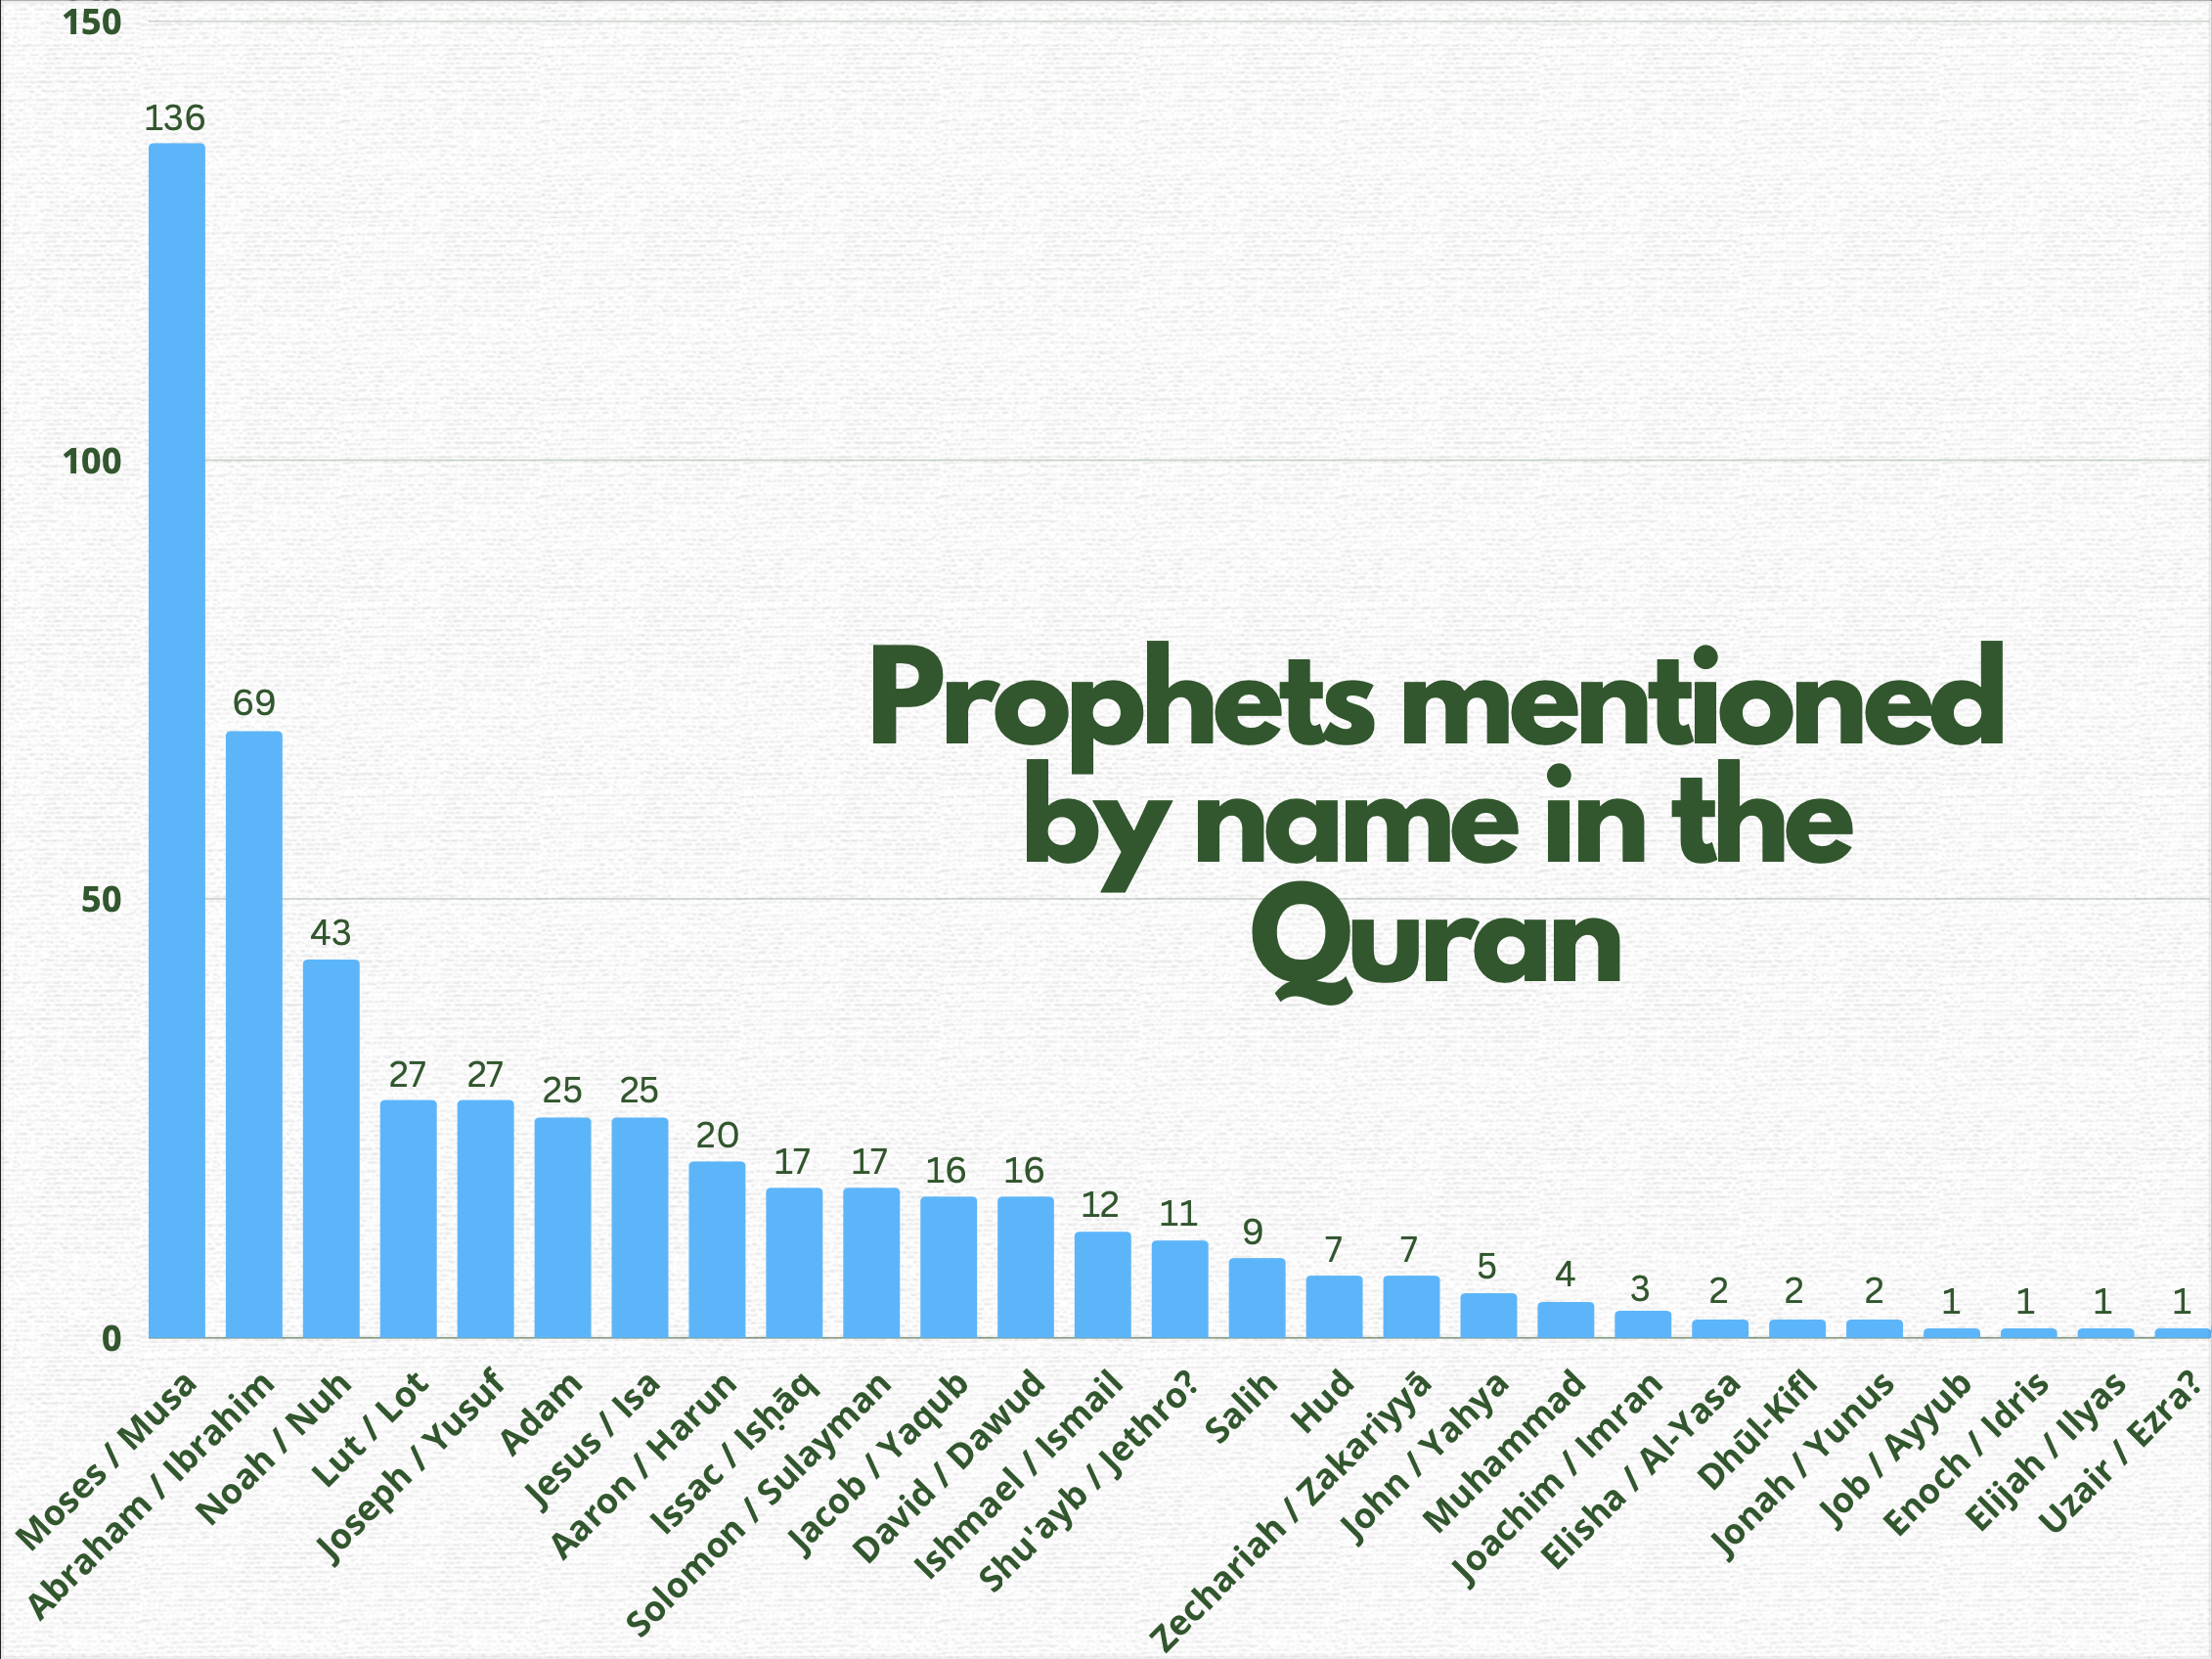 150
100
50
0
136
69
43
27
27
25
25
20
17
17
16
16
12
11
9
7
7
5
4
3
2
2
2
1
1
1
1
Prophets mentioned
by name in the
Quran
Moses / Musa
Abraham / Ibrahim
Noah / Nuh
Lut / Lot
Joseph / Yusuf
Adam
Jesus / Isa
Aaron / Harun
Issac / Isḥāq
Solomon / Sulayman
Jacob / Yaqub
David / Dawud
Ishmael / Ismail
Shu'ayb / Jethro?
Salih
Hud
Zechariah / Zakariyyā
John / Yahya
Muhammad
Joachim / Imran
Elisha / Al-Yasa
Dhūl-Kifl
Jonah / Yunus
Job / Ayyub
Enoch / Idris
Elijah / Ilyas
Uzair / Ezra?